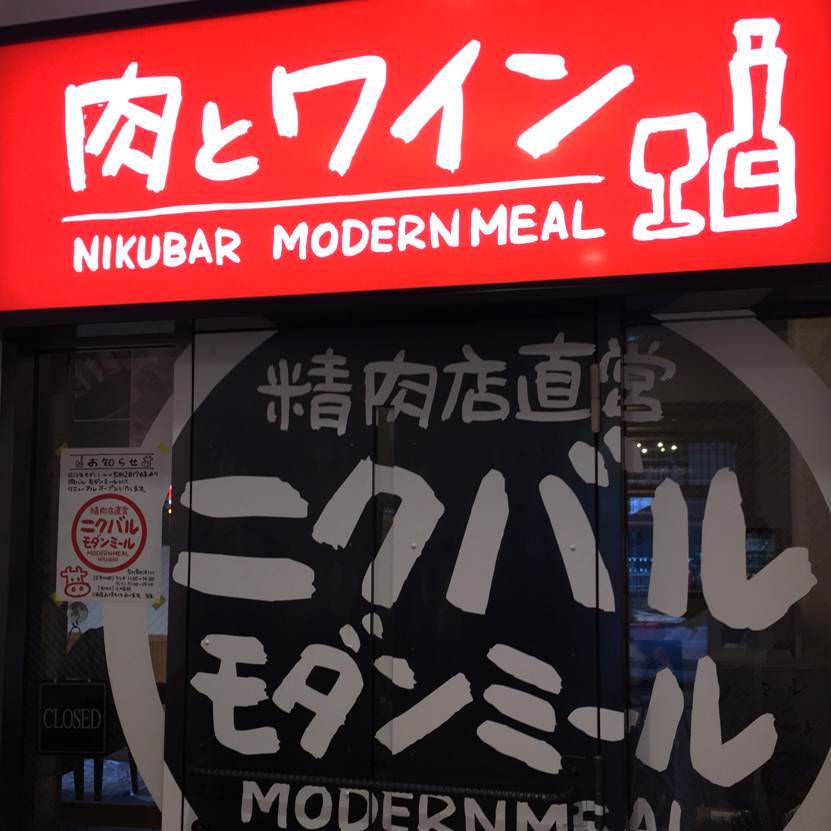 肉とワイン
NIKUBAR MODERN MEAL
精肉店直営
ニクバル
モダンミール
MODERN MEAL
お知らせ
精肉店直営
ニクバル
モダンミール
MODERN MEAL
NIKUBAR
CLOSED